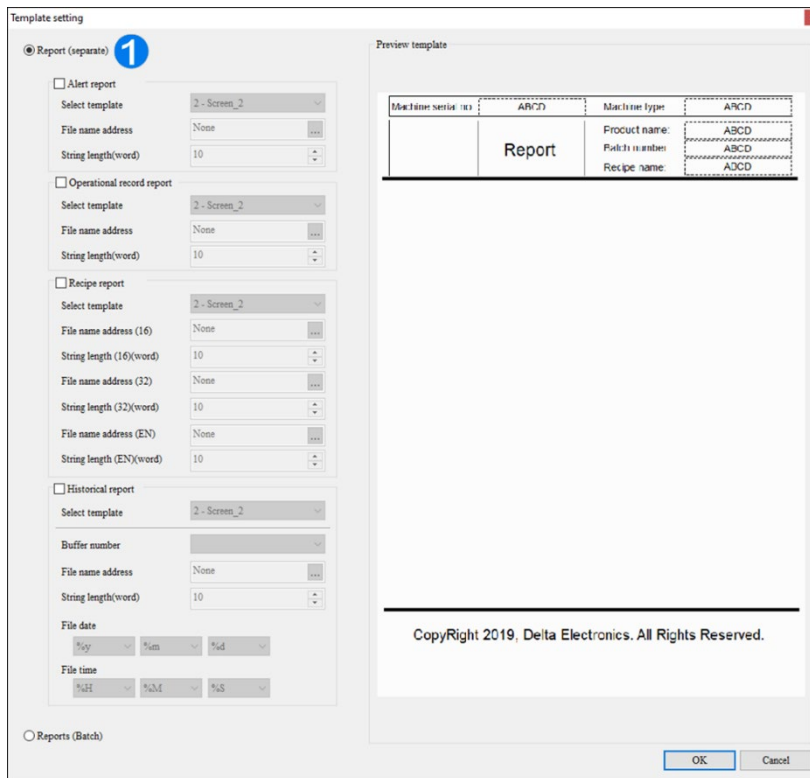 Template setting
Report (separate) 1
Alert report
Select template 2 - Screen_2
File name address None ...
String length(word) 10
Operational record report
Select template 2 - Screen_2
File name address None ...
String length(word) 10
Recipe report
Select template 2 - Screen_2
File name address (16) None ...
String length (16)(word) 10
File name address (32) None ...
String length (32)(word) 10
File name address (EN) None ...
String length (EN)(word) 10
Historical report
Select template 2 - Screen_2
Buffer number
File name address None ...
String length(word) 10
File date
%y %m %d
File time
%H %M %S
Reports (Batch)
Preview template
Machine serial no ABCD Machine type ABCD
Product name: ABCD
Report Batch number ABCD
Recipe name: ABCD
CopyRight 2019, Delta Electronics. All Rights Reserved.
OK Cancel